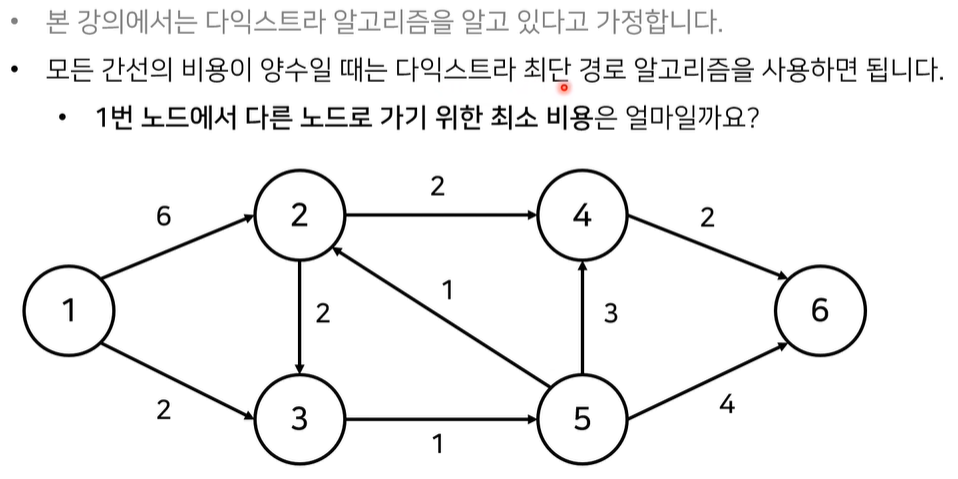 • 본 강의에서는 다익스트라 알고리즘을 알고 있다고 가정합니다.
• 모든 간선의 비용이 양수일 때는 다익스트라 최단 경로 알고리즘을 사용하면 됩니다.
• 1번 노드에서 다른 노드로 가기 위한 최소 비용은 얼마일까요?
2
6 2 4 2
1
1 2 3 6
2 3 5 4
1